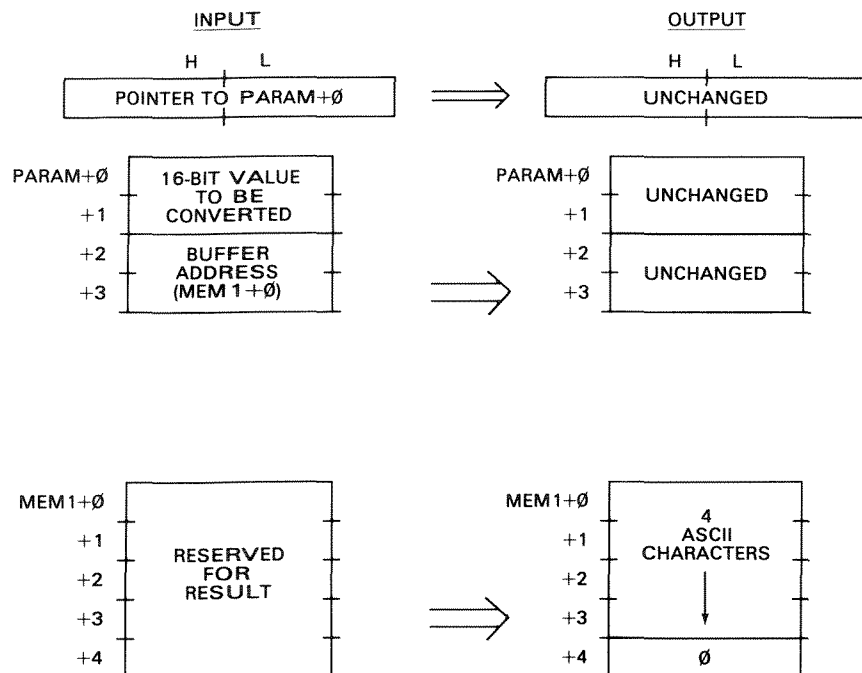 INPUT
OUTPUT
H L
H L
POINTER TO PARAM+Ø
UNCHANGED
PARAM+Ø
+1
+2
+3
16-BIT VALUE
TO BE
CONVERTED
BUFFER
ADDRESS
(MEM1+Ø)
PARAM+Ø
+1
+2
+3
UNCHANGED
UNCHANGED
MEM1+Ø
+1
+2
+3
+4
RESERVED
FOR
RESULT
MEM1+Ø
+1
+2
+3
+4
4
ASCII
CHARACTERS
Ø